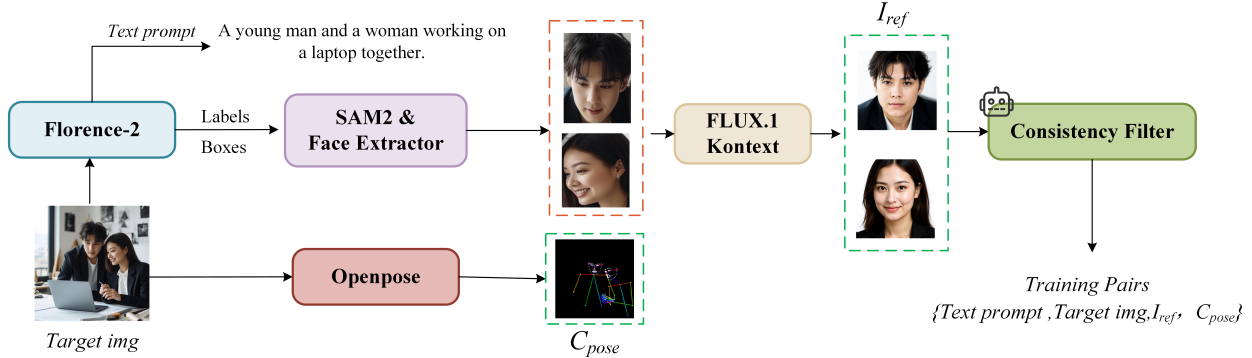 Text prompt
A young man and a woman working on
a laptop together.
Florence-2
Labels
Boxes
SAM2 &
Face Extractor
FLUX.1
Kontext
I_ref
Consistency Filter
Target img
Openpose
C_pose
Training Pairs
{Text prompt ,Target img,I_ref，C_pose}